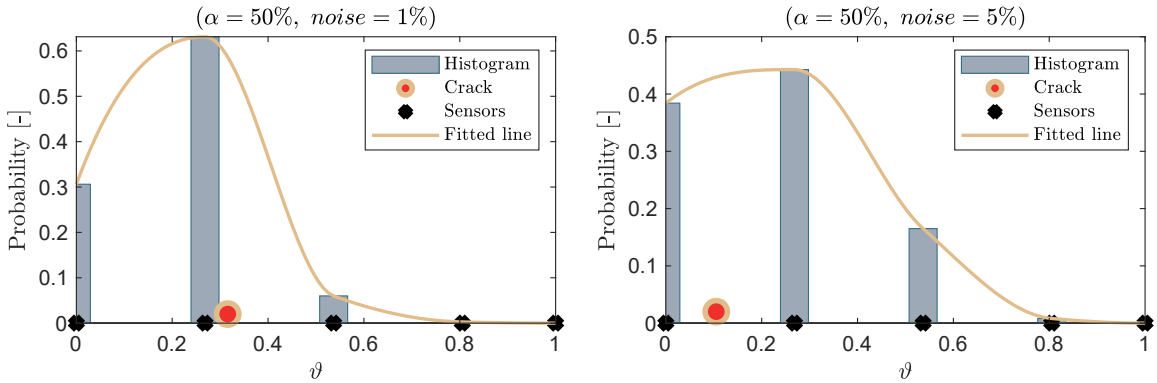 (α = 50%, noise = 1%)
0.6
0.5
0.4
0.3
0.2
0.1
0
Probability [-]
Histogram
Crack
Sensors
Fitted line
0 0.2 0.4 0.6 0.8 1
ϑ
(α = 50%, noise = 5%)
0.5
0.4
0.3
0.2
0.1
0
Probability [-]
Histogram
Crack
Sensors
Fitted line
0 0.2 0.4 0.6 0.8 1
ϑ